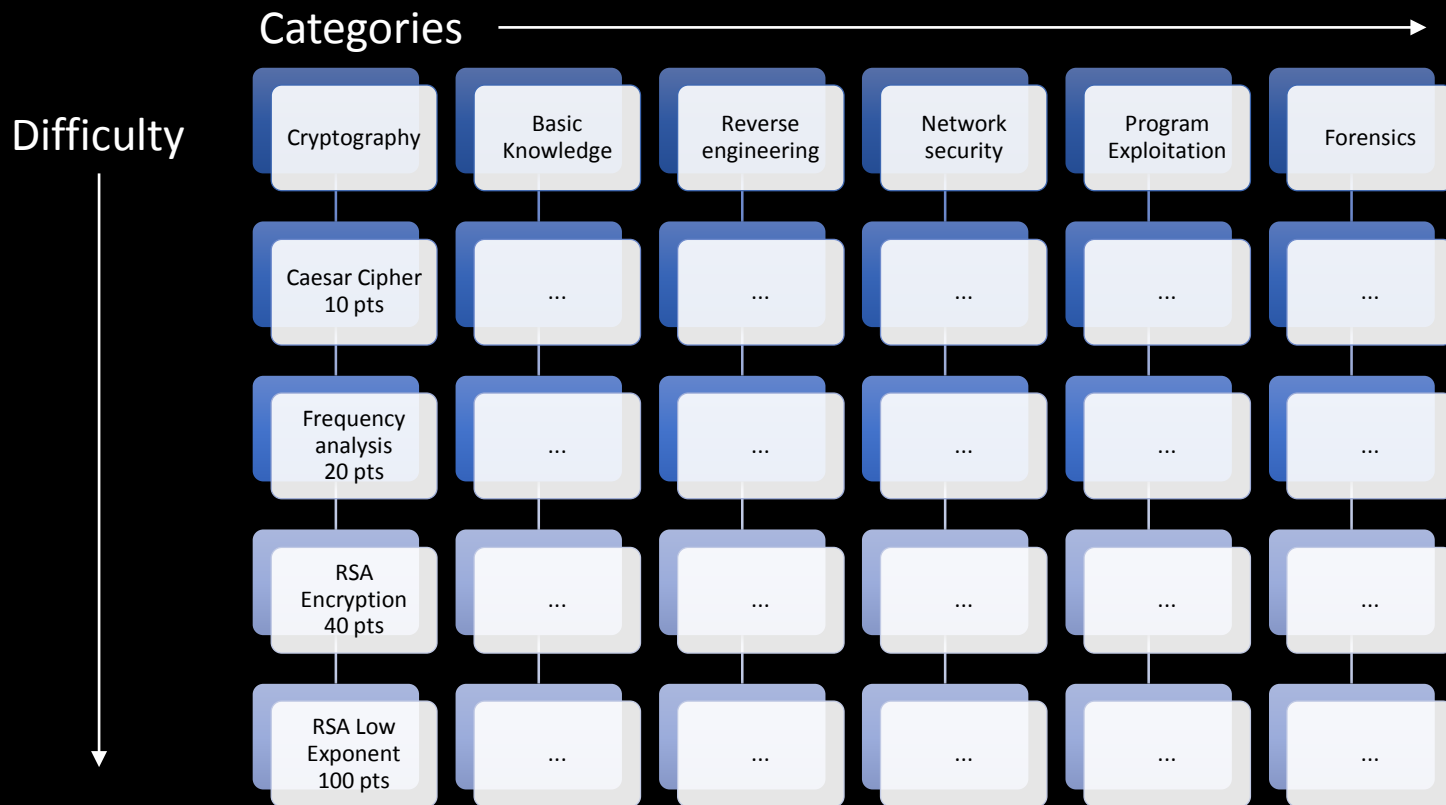 Categories
Difficulty
Cryptography
Basic
Knowledge
Reverse
engineering
Network
security
Program
Exploitation
Forensics
Caesar Cipher
10 pts
...
...
...
...
...
Frequency
analysis
20 pts
...
...
...
...
...
RSA
Encryption
40 pts
...
...
...
...
...
RSA Low
Exponent
100 pts
...
...
...
...
...